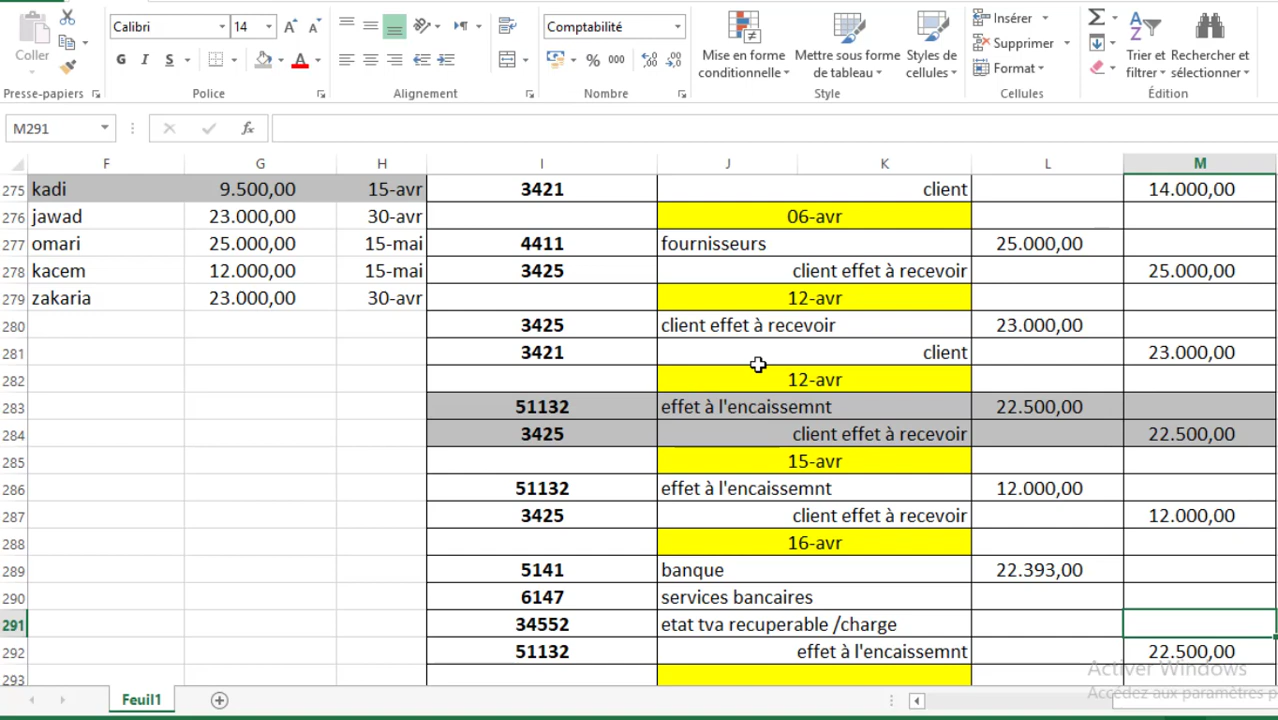 Calibri 14 Comptabilité
Coller
G I S % 000
Mise en forme conditionnelle
Mettre sous forme de tableau
Styles de cellules
Insérer
Supprimer
Format
Trier et filtrer
Rechercher et sélectionner
Presse-papiers Police Alignement Nombre Style Cellules Édition
M291 fx
F G H I J K L M
275 kadi 9.500,00 15-avr 3421 client 14.000,00
276 jawad 23.000,00 30-avr 06-avr
277 omari 25.000,00 15-mai 4411 fournisseurs 25.000,00
278 kacem 12.000,00 15-mai 3425 client effet à recevoir 25.000,00
279 zakaria 23.000,00 30-avr 12-avr
280 3425 client effet à recevoir 23.000,00
281 3421 client 23.000,00
282 12-avr
283 51132 effet à l'encaissemnt 22.500,00
284 3425 client effet à recevoir 22.500,00
285 15-avr
286 51132 effet à l'encaissemnt 12.000,00
287 3425 client effet à recevoir 12.000,00
288 16-avr
289 5141 banque 22.393,00
290 6147 services bancaires
291 34552 etat tva recuperable /charge
292 51132 effet à l'encaissemnt 22.500,00
293
Activer Windows
Accédez aux paramètres p
Feuil1